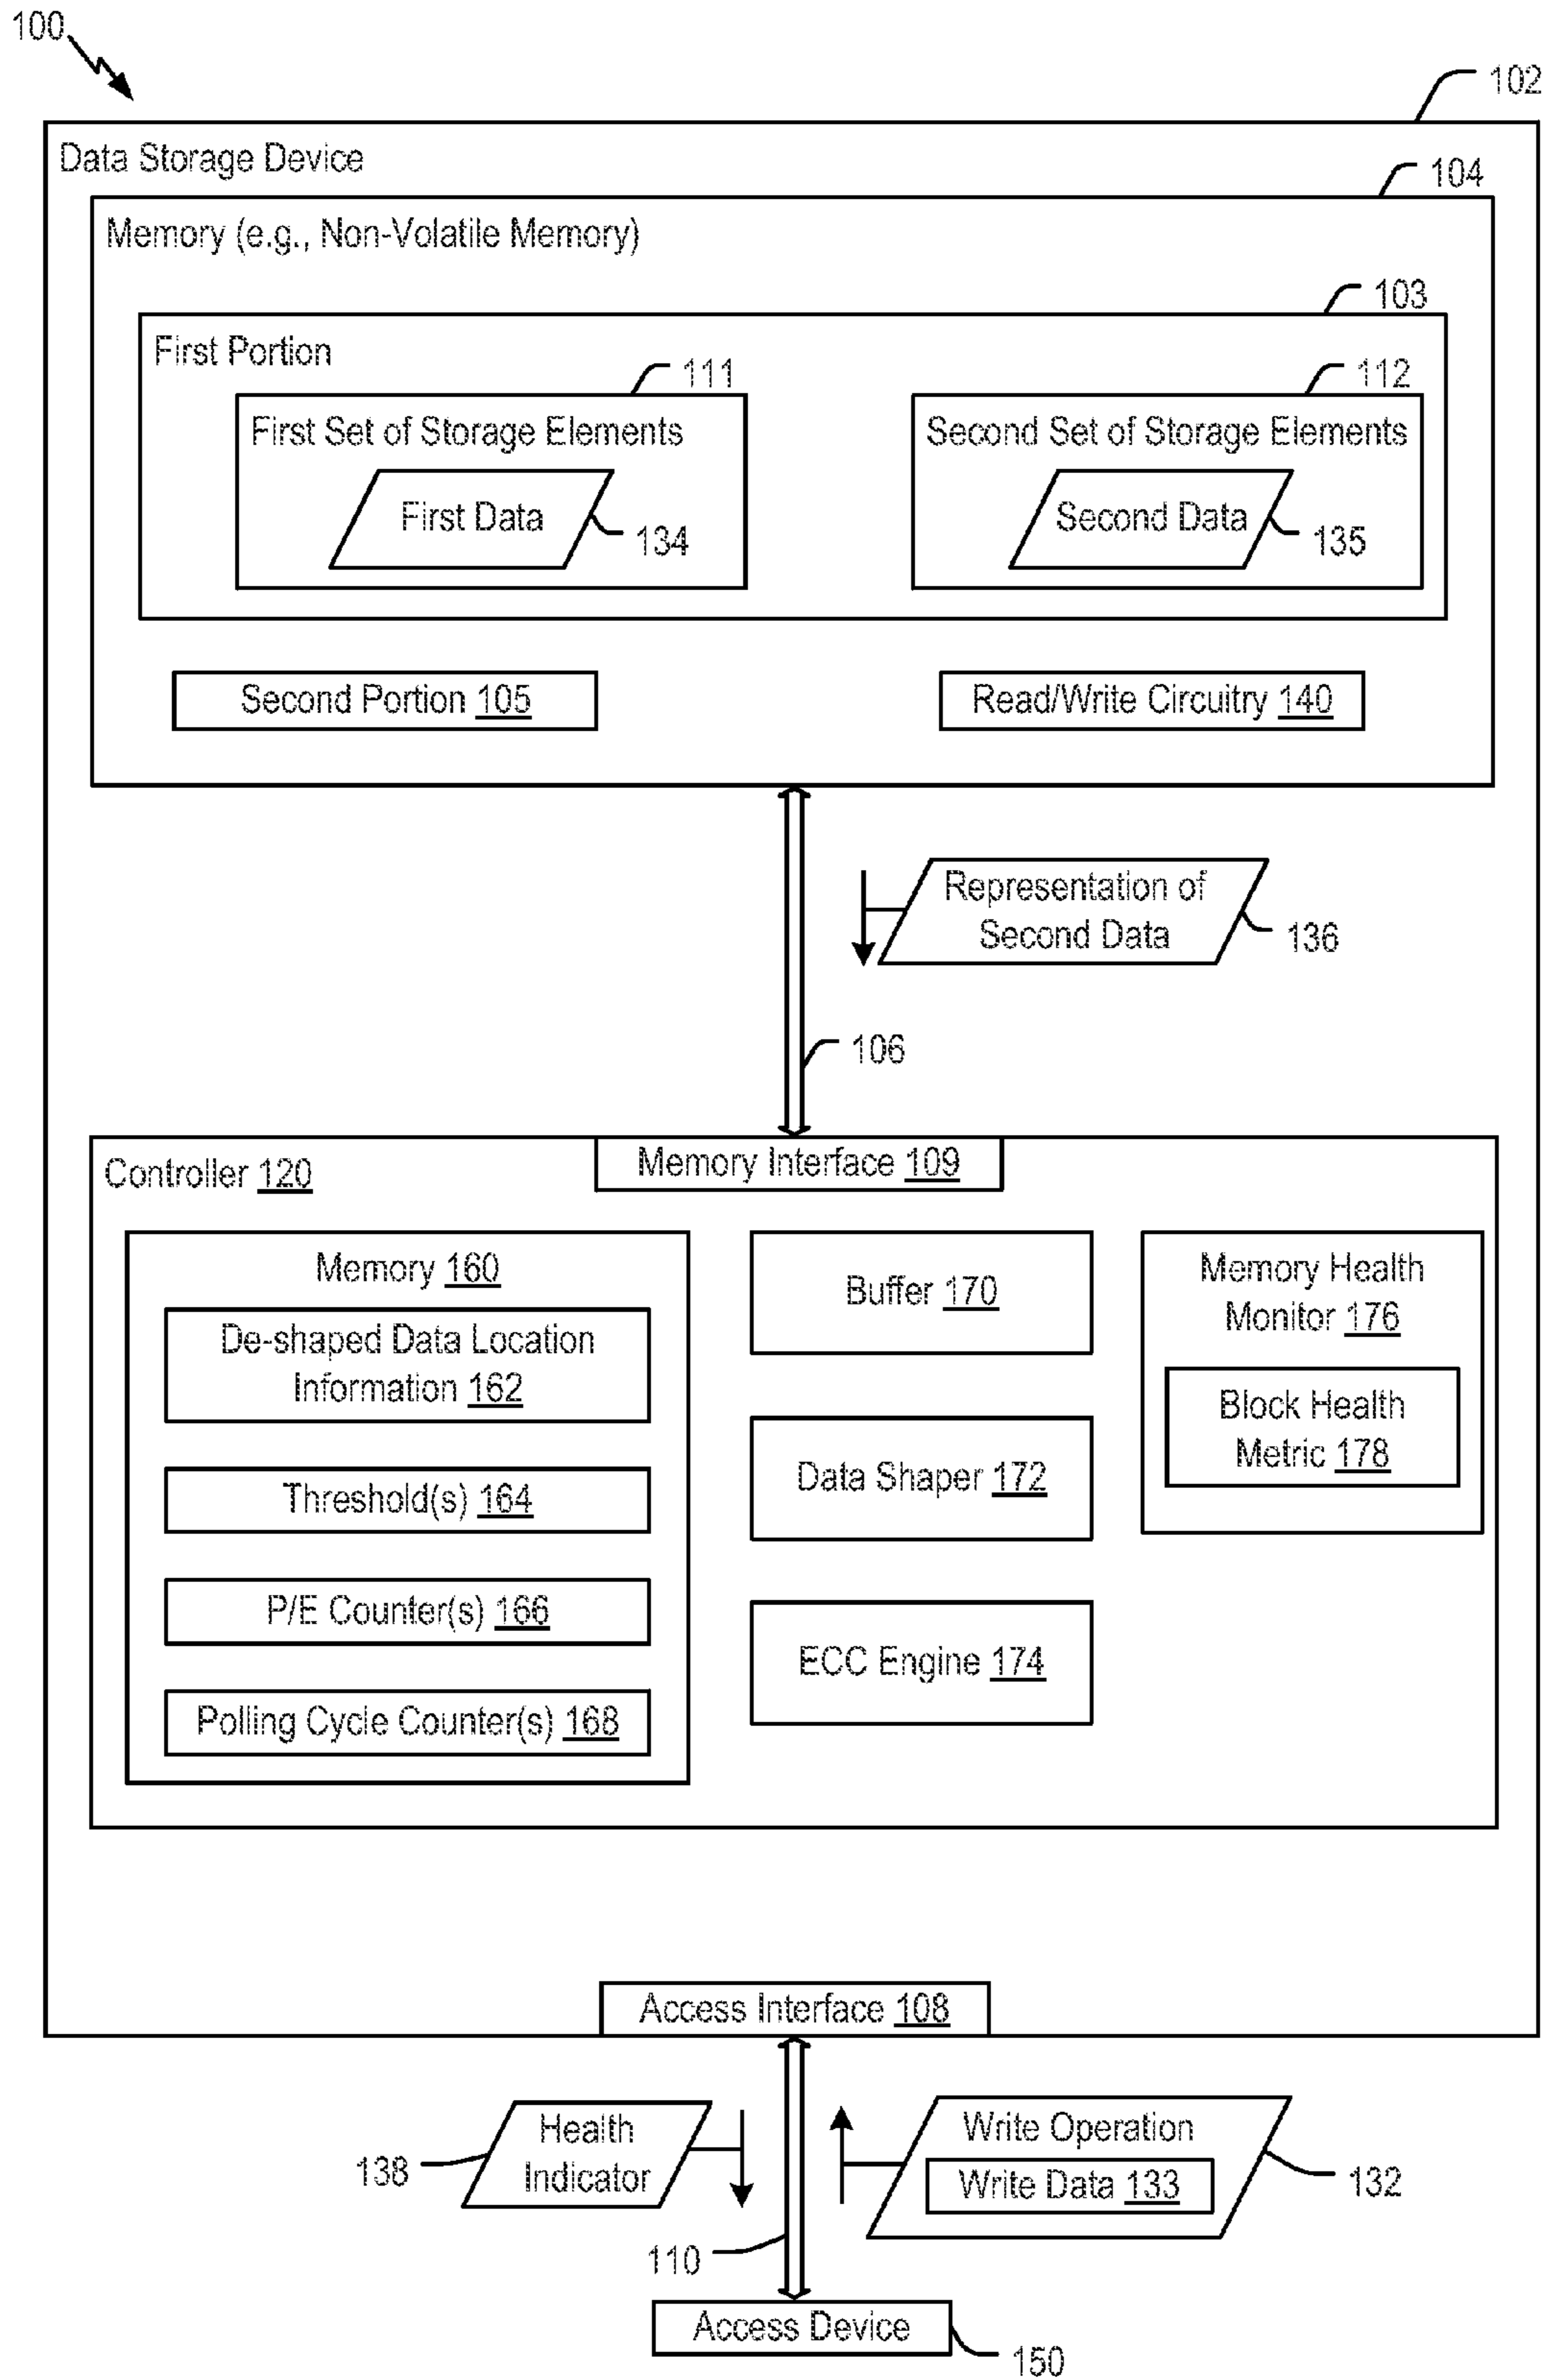 100
102
Data Storage Device
104
Memory (e.g., Non-Volatile Memory)
103
First Portion
111
112
First Set of Storage Elements
Second Set of Storage Elements
First Data
134
Second Data
135
Second Portion 105
Read/Write Circuitry 140
Representation of
Second Data
136
106
Controller 120
Memory Interface 109
Memory 160
De-shaped Data Location
Information 162
Threshold(s) 164
P/E Counter(s) 166
Polling Cycle Counter(s) 168
Buffer 170
Data Shaper 172
ECC Engine 174
Memory Health
Monitor 176
Block Health
Metric 178
Access Interface 108
Health
Indicator
138
Write Operation
Write Data 133
132
110
Access Device
150